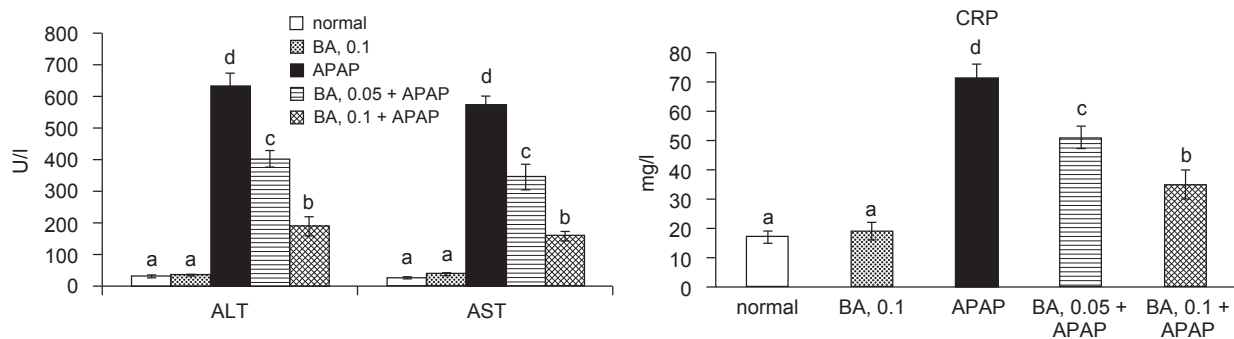 normal
BA, 0.1
APAP
BA, 0.05 + APAP
BA, 0.1 + APAP
U/l
800
700
600
500
400
300
200
100
0
a
a
d
c
b
a
a
d
c
b
ALT
AST
CRP
mg/l
80
70
60
50
40
30
20
10
0
a
a
d
c
b
normal
BA, 0.1
APAP
BA, 0.05 +
APAP
BA, 0.1 +
APAP